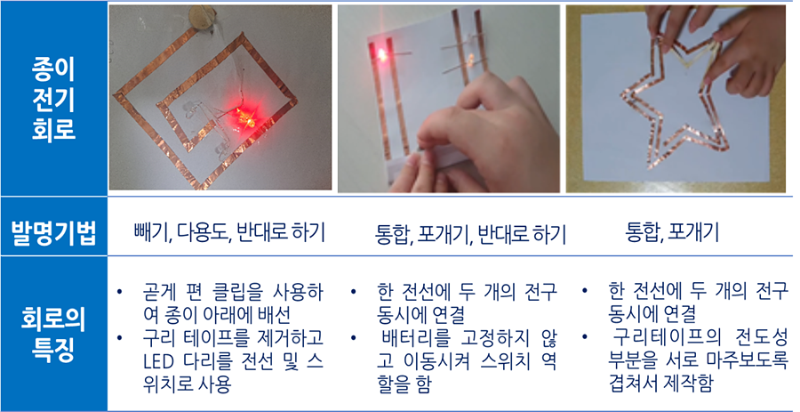 종이
전기
회로
발명기법
빼기, 다용도, 반대로 하기
통합, 포개기, 반대로 하기
통합, 포개기
회로의
특징
• 곧게 편 클립을 사용하
여 종이 아래에 배선
• 구리 테이프를 제거하고
LED 다리를 전선 및 스
위치로 사용
• 한 전선에 두 개의 전구
동시에 연결
• 배터리를 고정하지 않
고 이동시켜 스위치 역
할을 함
• 한 전선에 두 개의 전구
동시에 연결
• 구리테이프의 전도성
부분을 서로 마주보도록
겹쳐서 제작함